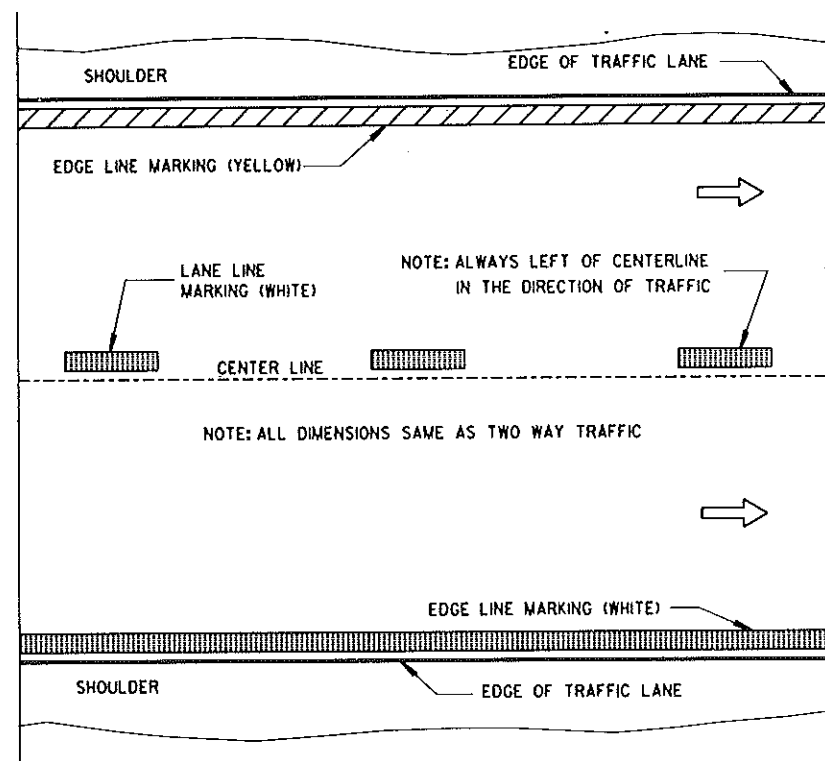 EDGE OF TRAFFIC LANE
SHOULDER
EDGE LINE MARKING (YELLOW)
LANE LINE
MARKING (WHITE)
NOTE: ALWAYS LEFT OF CENTERLINE
IN THE DIRECTION OF TRAFFIC
CENTER LINE
NOTE: ALL DIMENSIONS SAME AS TWO WAY TRAFFIC
EDGE LINE MARKING (WHITE)
SHOULDER
EDGE OF TRAFFIC LANE